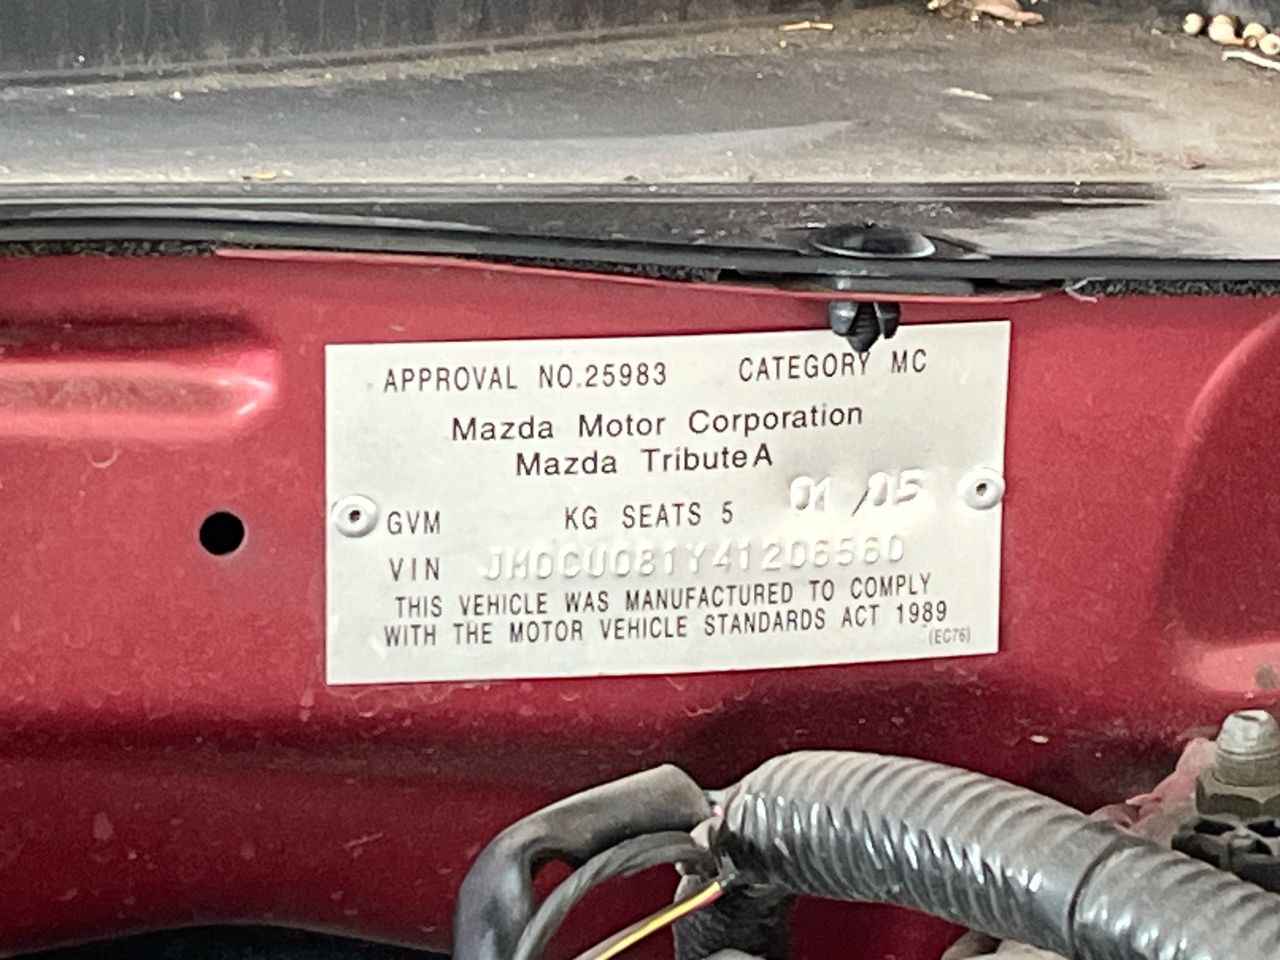 APPROVAL NO.25983 CATEGORY MC
Mazda Motor Corporation
Mazda TributeA
01/05
GVM KG SEATS 5
VIN JM0CU081Y41206560
THIS VEHICLE WAS MANUFACTURED TO COMPLY
WITH THE MOTOR VEHICLE STANDARDS ACT 1989
(EC76)